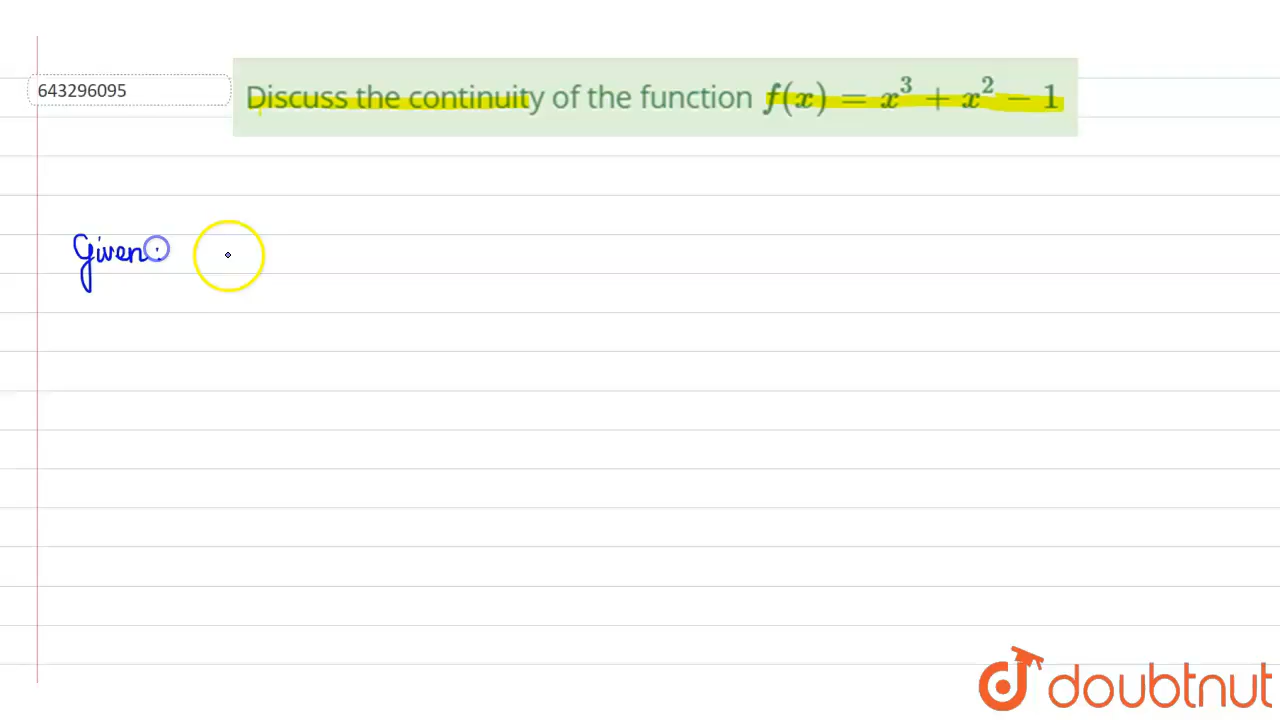 643296095
Discuss the continuity of the function f(x) = x³ + x² − 1
Given :
doubtnut